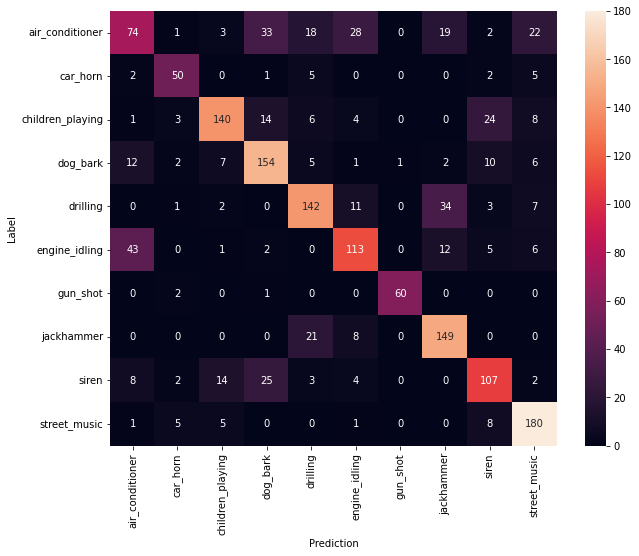 air_conditioner 74 1 3 33 18 28 0 19 2 22
car_horn 2 50 0 1 5 0 0 0 2 5
children_playing 1 3 140 14 6 4 0 0 24 8
dog_bark 12 2 7 154 5 1 1 2 10 6
drilling 0 1 2 0 142 11 0 34 3 7
engine_idling 43 0 1 2 0 113 0 12 5 6
gun_shot 0 2 0 1 0 0 60 0 0 0
jackhammer 0 0 0 0 21 8 0 149 0 0
siren 8 2 14 25 3 4 0 0 107 2
street_music 1 5 5 0 0 1 0 0 8 180
Label
air_conditioner
car_horn
children_playing
dog_bark
drilling
engine_idling
gun_shot
jackhammer
siren
street_music
Prediction
180
160
140
120
100
80
60
40
20
0